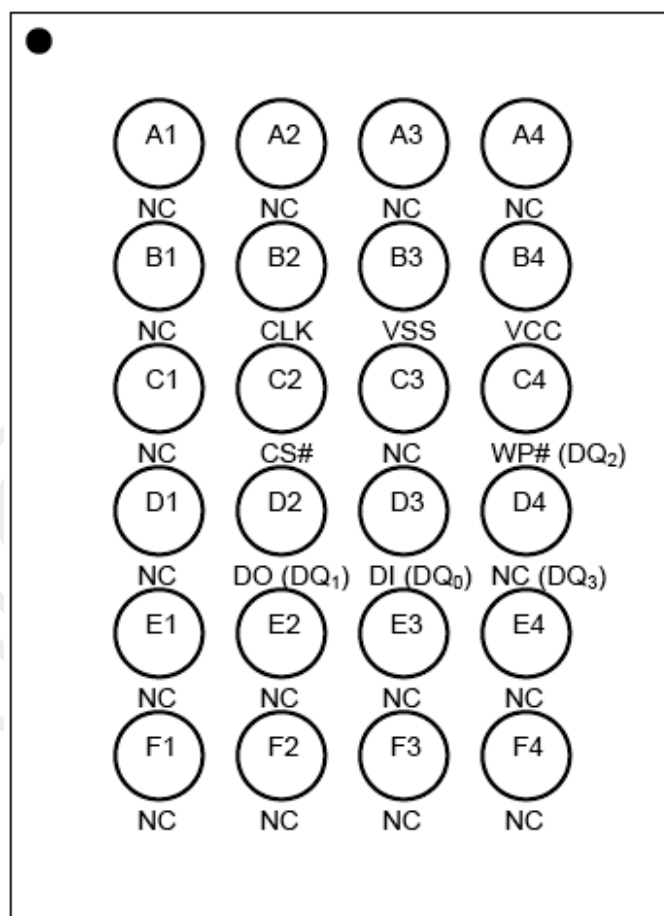 A1 A2 A3 A4
NC NC NC NC
B1 B2 B3 B4
NC CLK VSS VCC
C1 C2 C3 C4
NC CS# NC WP# (DQ₂)
D1 D2 D3 D4
NC DO (DQ₁) DI (DQ₀) NC (DQ₃)
E1 E2 E3 E4
NC NC NC NC
F1 F2 F3 F4
NC NC NC NC